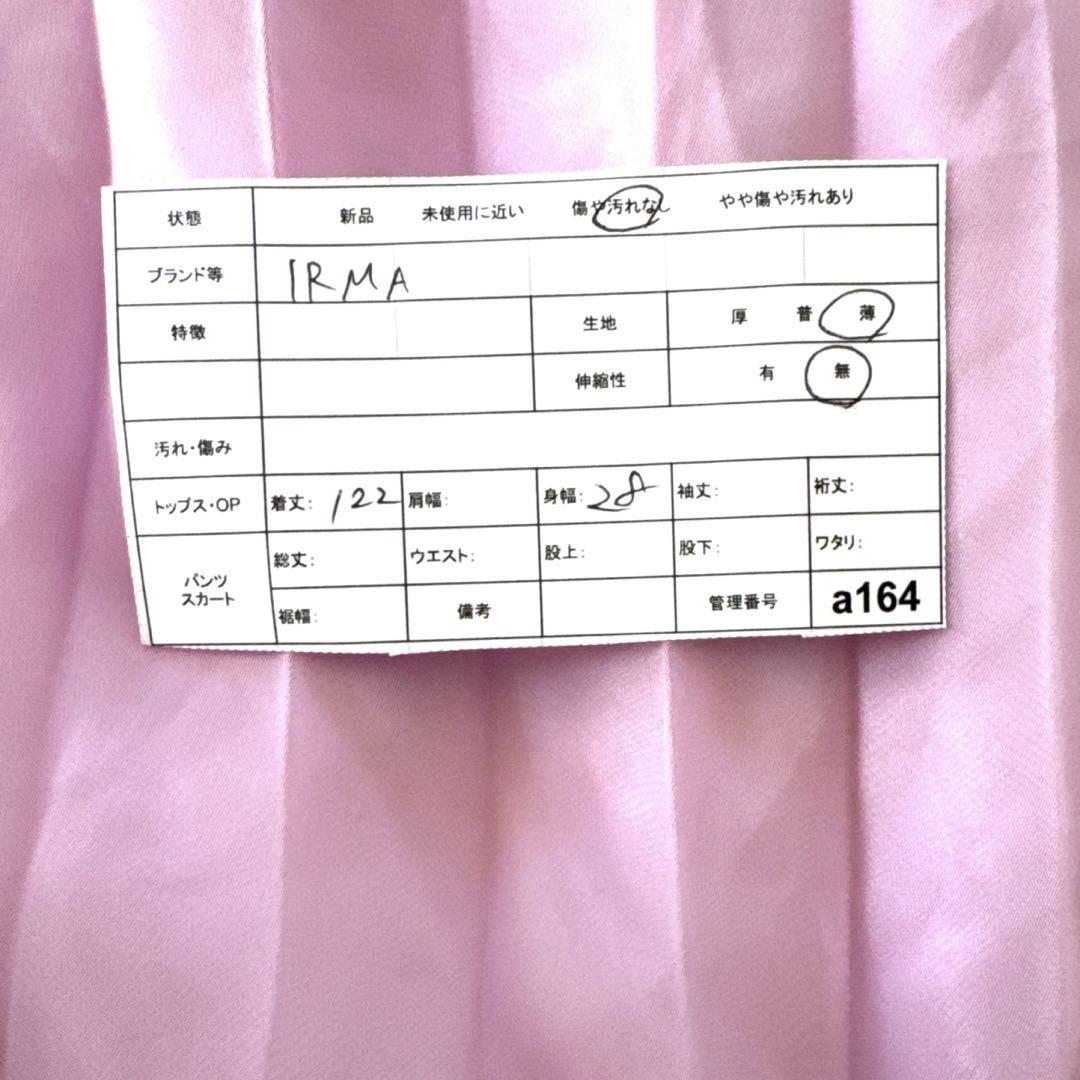 状態 新品 未使用に近い 傷や汚れなし やや傷や汚れあり
ブランド等 IRMA
特徴 生地 厚 普 薄
伸縮性 有 無
汚れ・傷み
トップス・OP 着丈: 122 肩幅: 身幅: 28 袖丈: 裄丈:
パンツ スカート 総丈: ウエスト: 股上: 股下: ワタリ:
裾幅: 備考 管理番号 a164